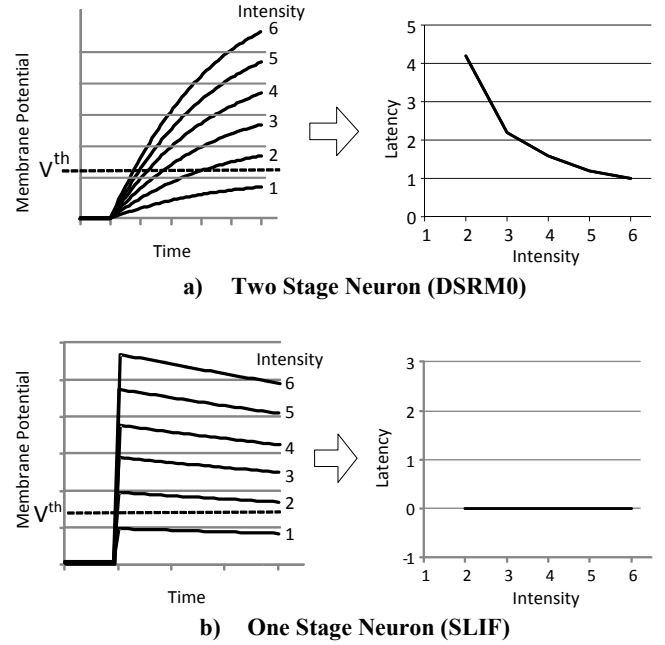 Intensity
6
5
4
3
2
1
Membrane Potential
V^th
Time
5
4
3
2
1
0
Latency
1 2 3 4 5 6
Intensity
a) Two Stage Neuron (DSRM0)
Intensity
6
5
4
3
2
1
Membrane Potential
V^th
Time
3
2
1
0
-1
Latency
1 2 3 4 5 6
Intensity
b) One Stage Neuron (SLIF)